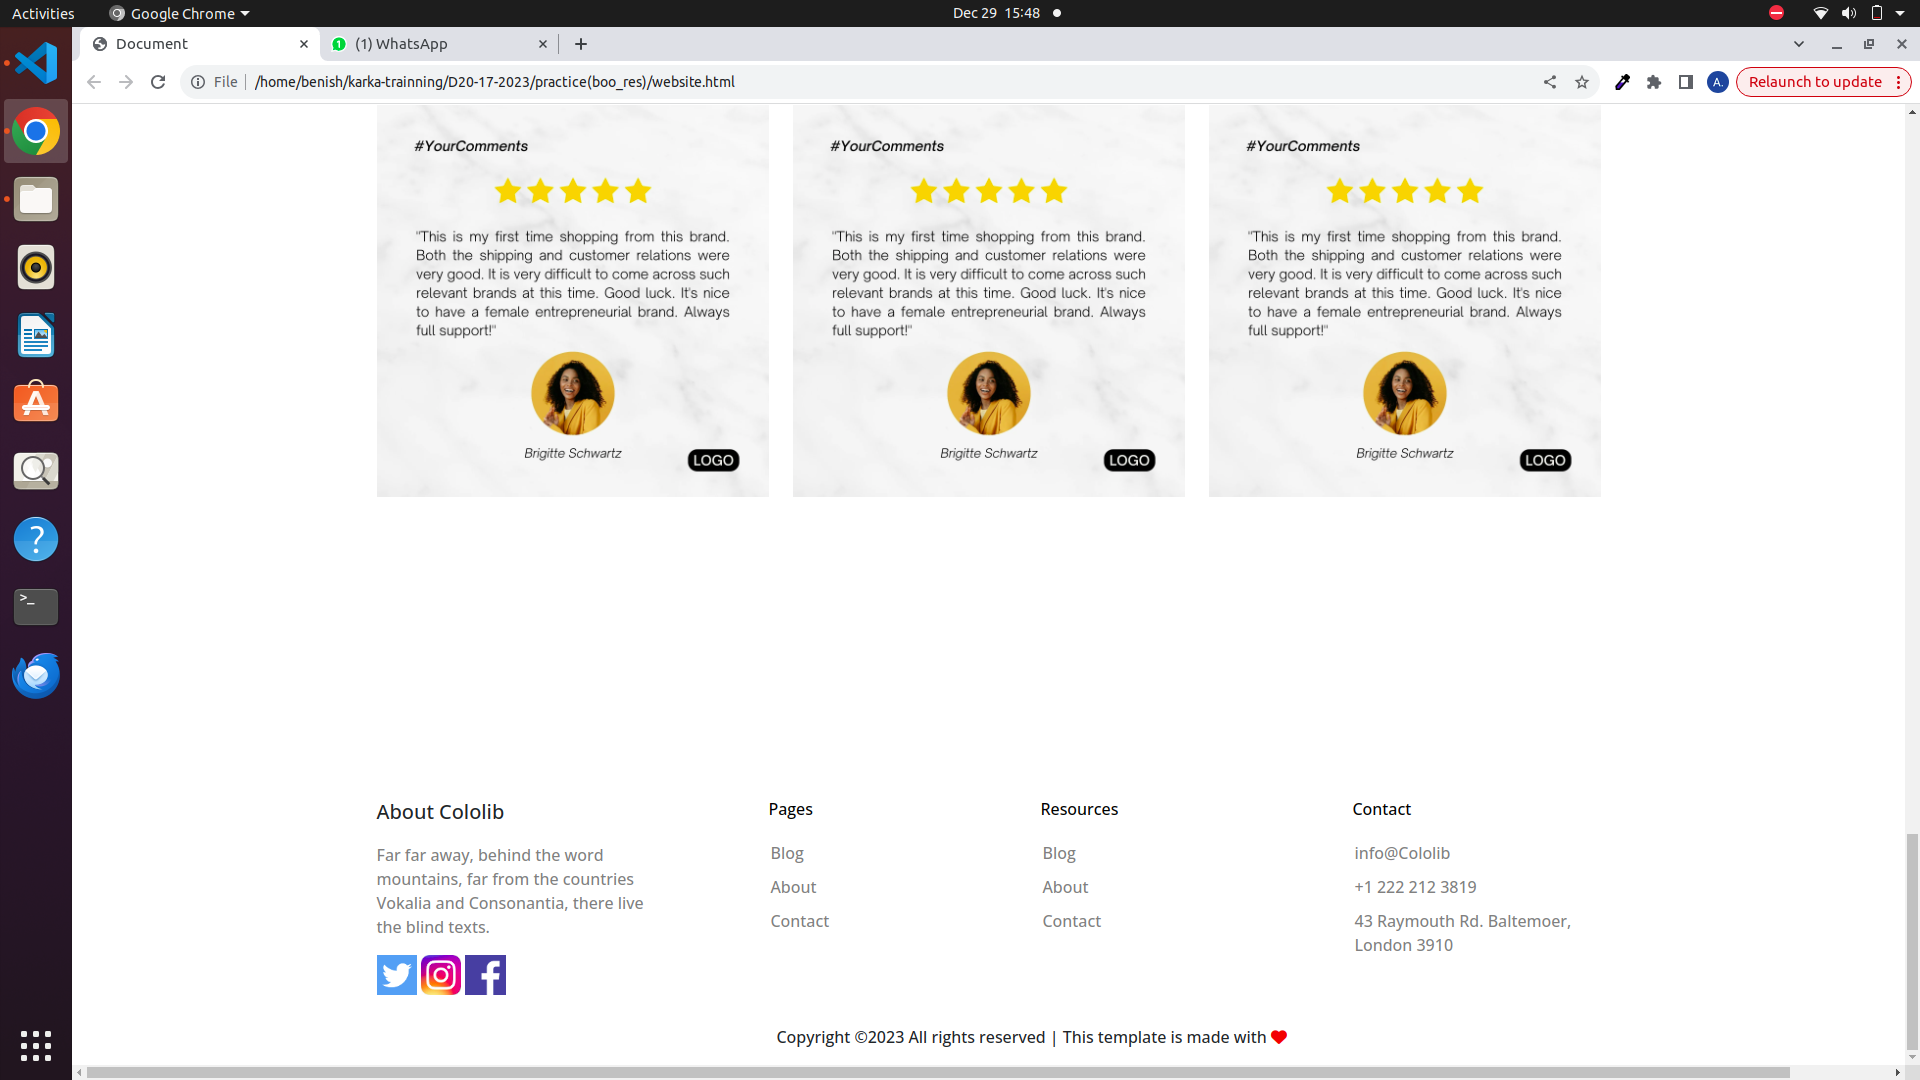 Activities
Google Chrome
Dec 29 15:48
Document
(1) WhatsApp
File
/home/benish/karka-trainning/D20-17-2023/practice(boo_res)/website.html
A.
Relaunch to update
#YourComments
"This is my first time shopping from this brand.
Both the shipping and customer relations were
very good. It is very difficult to come across such
relevant brands at this time. Good luck. It's nice
to have a female entrepreneurial brand. Always
full support!"
Brigitte Schwartz
LOGO
#YourComments
"This is my first time shopping from this brand.
Both the shipping and customer relations were
very good. It is very difficult to come across such
relevant brands at this time. Good luck. It's nice
to have a female entrepreneurial brand. Always
full support!"
Brigitte Schwartz
LOGO
#YourComments
"This is my first time shopping from this brand.
Both the shipping and customer relations were
very good. It is very difficult to come across such
relevant brands at this time. Good luck. It's nice
to have a female entrepreneurial brand. Always
full support!"
Brigitte Schwartz
LOGO
About Cololib
Far far away, behind the word
mountains, far from the countries
Vokalia and Consonantia, there live
the blind texts.
Pages
Blog
About
Contact
Resources
Blog
About
Contact
Contact
info@Cololib
+1 222 212 3819
43 Raymouth Rd. Baltemoer,
London 3910
Copyright ©2023 All rights reserved | This template is made with ❤